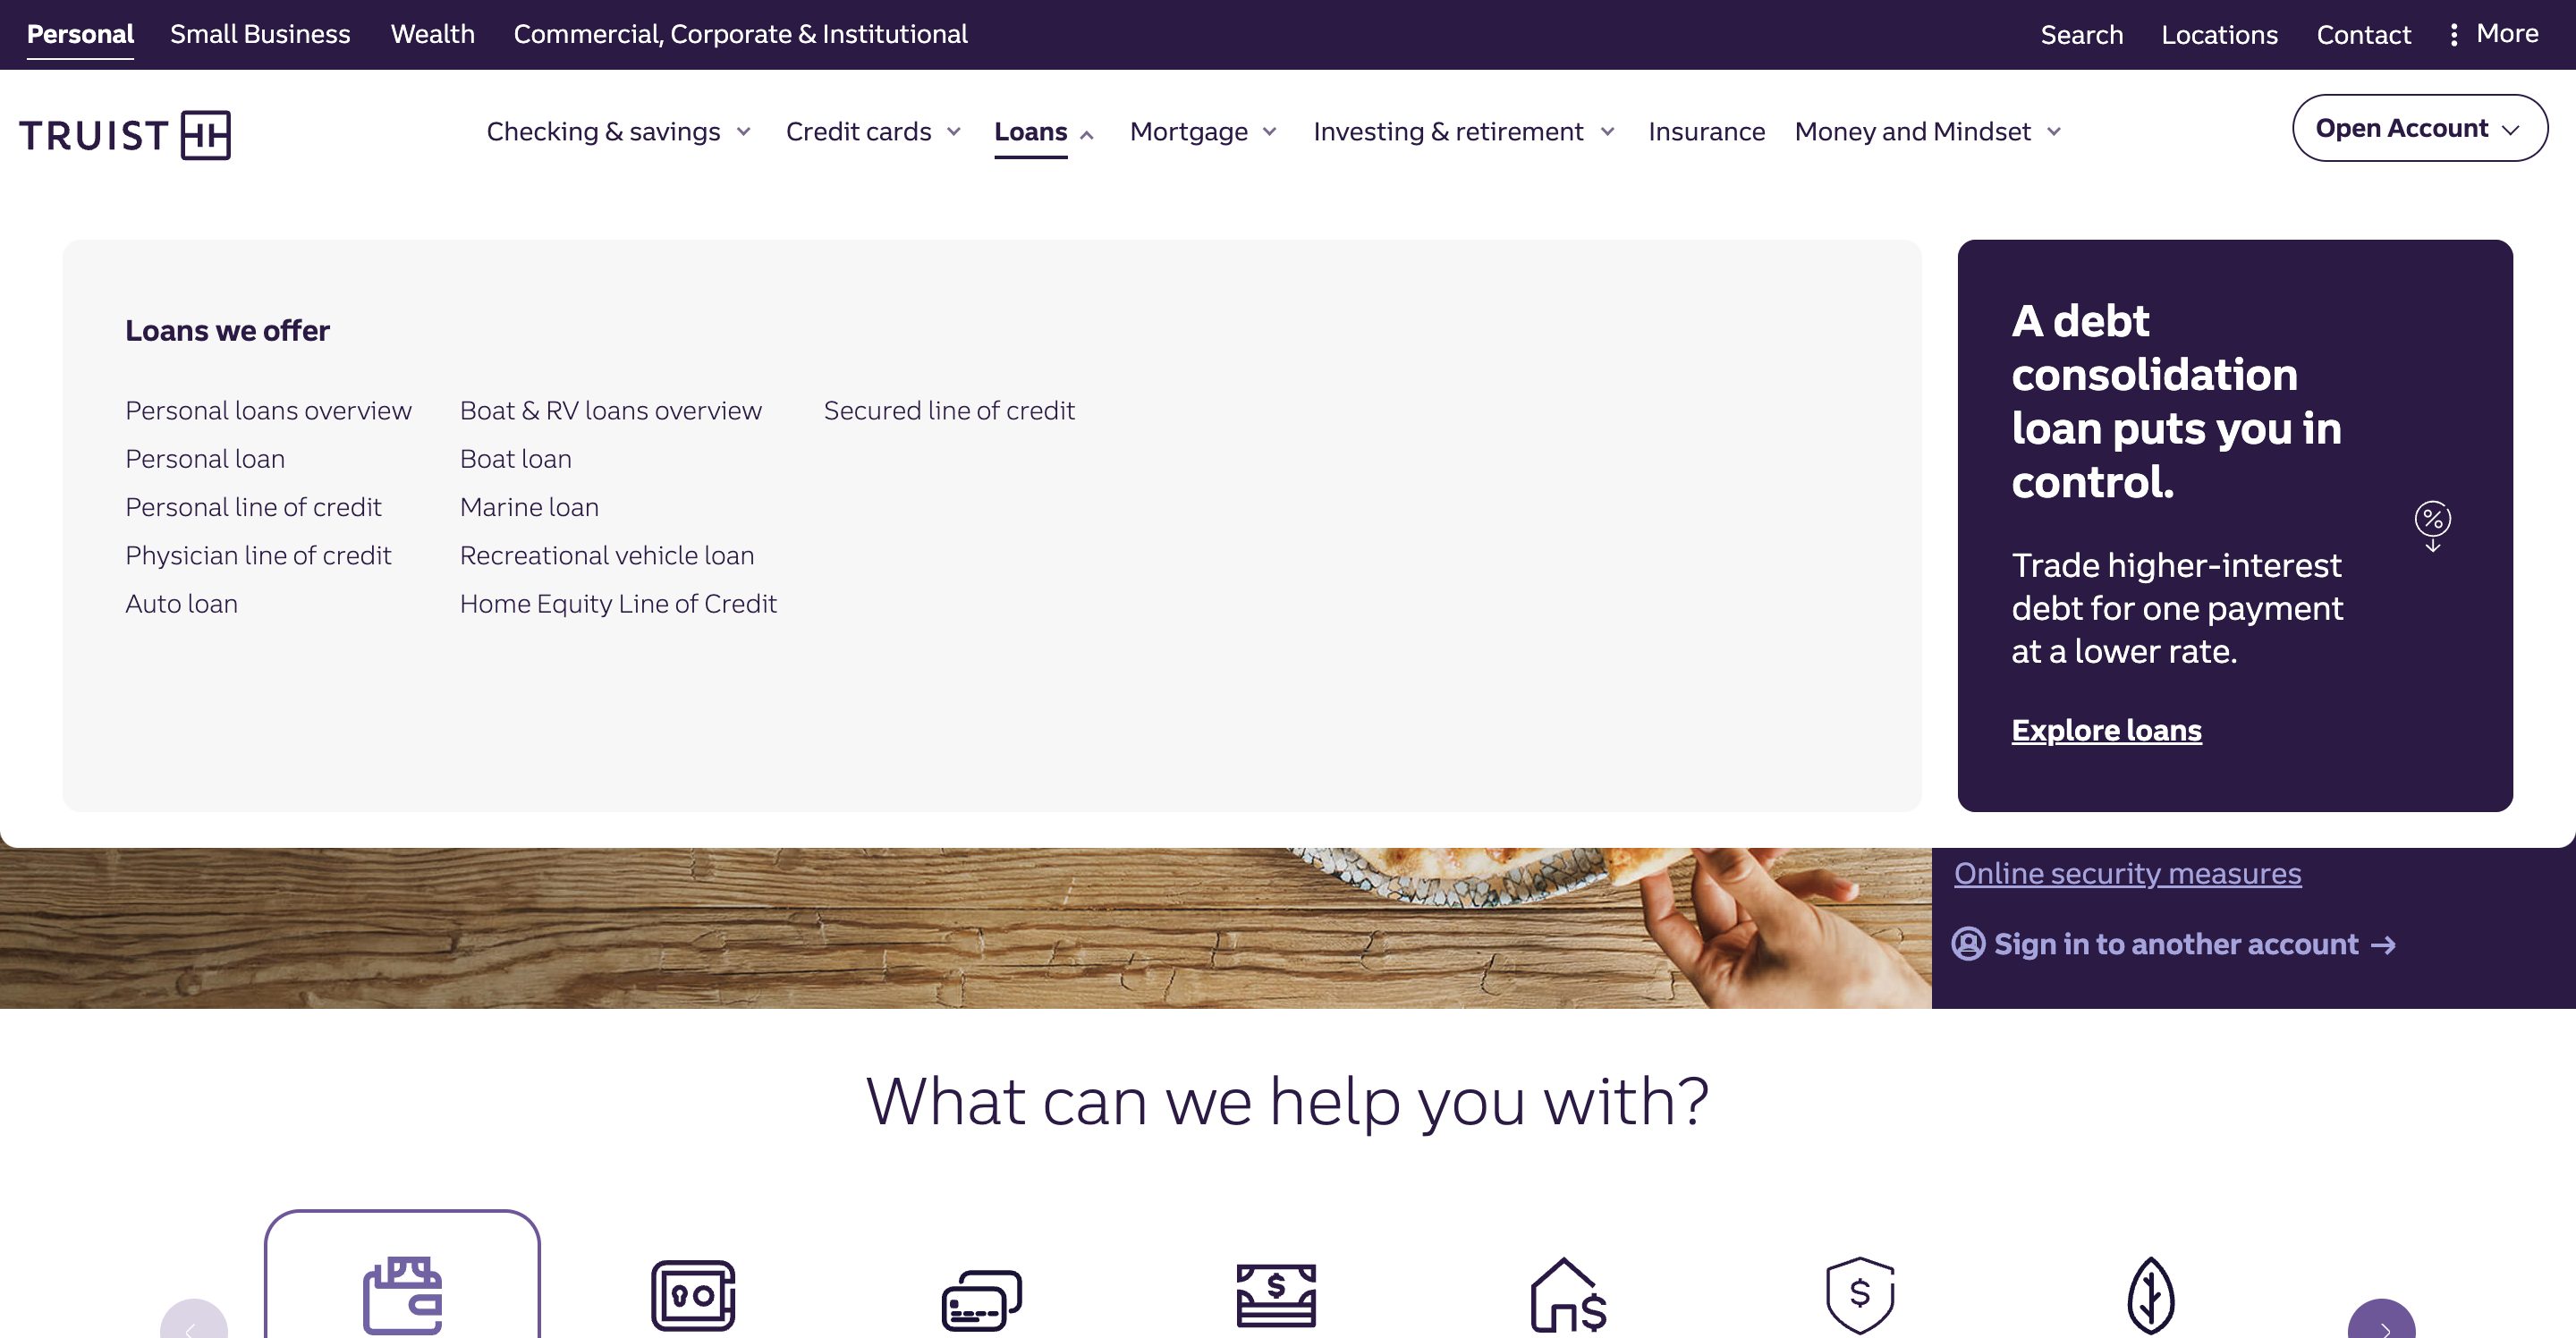 Personal Small Business Wealth Commercial, Corporate & Institutional Search Locations Contact More
TRUIST Checking & savings Credit cards Loans Mortgage Investing & retirement Insurance Money and Mindset Open Account
Loans we offer
Personal loans overview
Personal loan
Personal line of credit
Physician line of credit
Auto loan
Boat & RV loans overview
Boat loan
Marine loan
Recreational vehicle loan
Home Equity Line of Credit
Secured line of credit
A debt
consolidation
loan puts you in
control.
%
Trade higher-interest
debt for one payment
at a lower rate.
Explore loans
Online security measures
Sign in to another account →
What can we help you with?
$ $ $